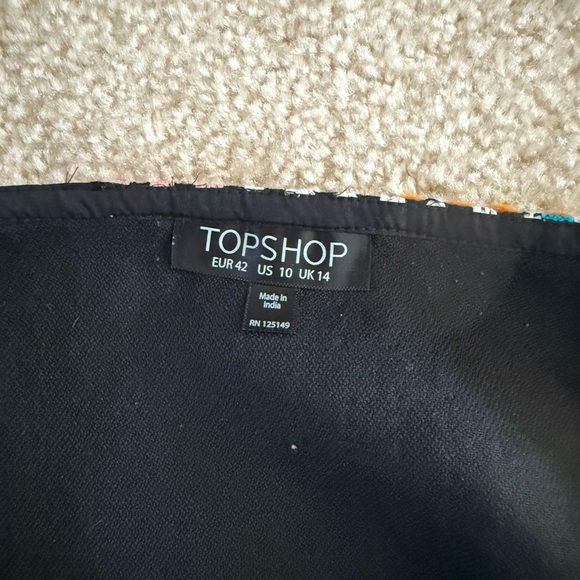 TOPSHOP
EUR 42 US 10 UK 14
Made in
India
RN 125149